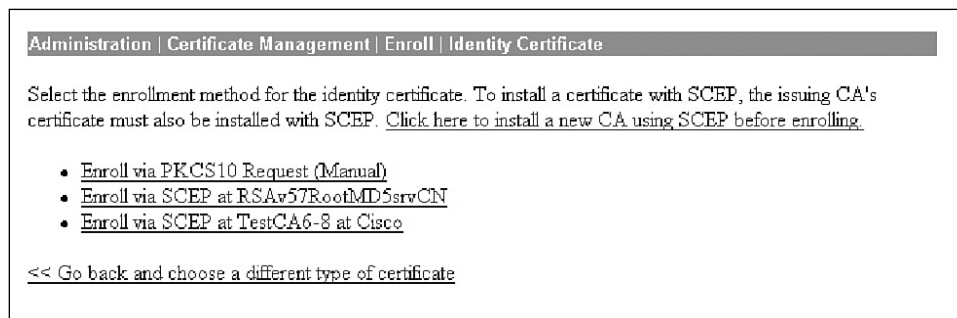 Administration | Certificate Management | Enroll | Identity Certificate
Select the enrollment method for the identity certificate. To install a certificate with SCEP, the issuing CA's
certificate must also be installed with SCEP. Click here to install a new CA using SCEP before enrolling.
• Enroll via PKCS10 Request (Manual)
• Enroll via SCEP at RSAv57RootMD5srvCN
• Enroll via SCEP at TestCA6-8 at Cisco
<< Go back and choose a different type of certificate